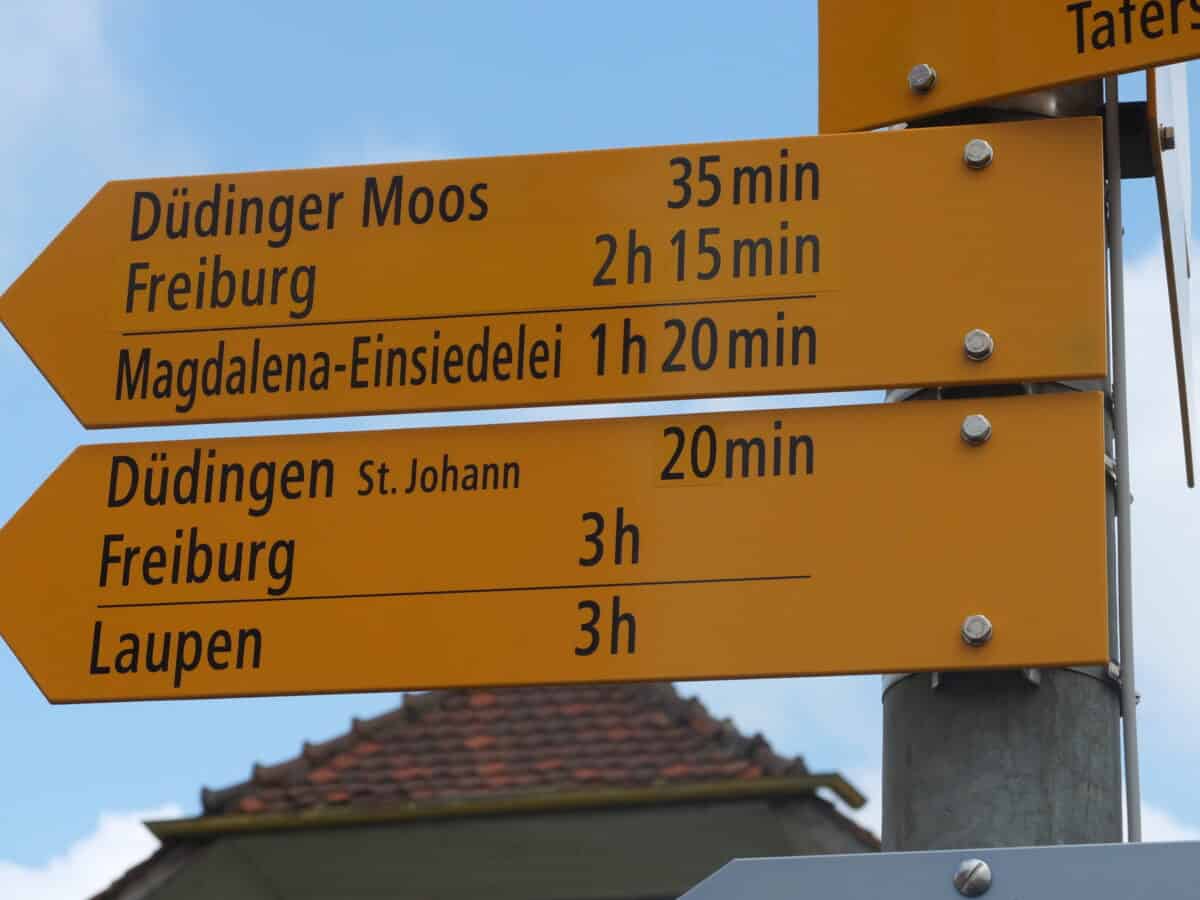 Tafers
Düdinger Moos 35 min
Freiburg 2 h 15 min
Magdalena-Einsiedelei 1 h 20 min
Düdingen St. Johann 20 min
Freiburg 3 h
Laupen 3 h